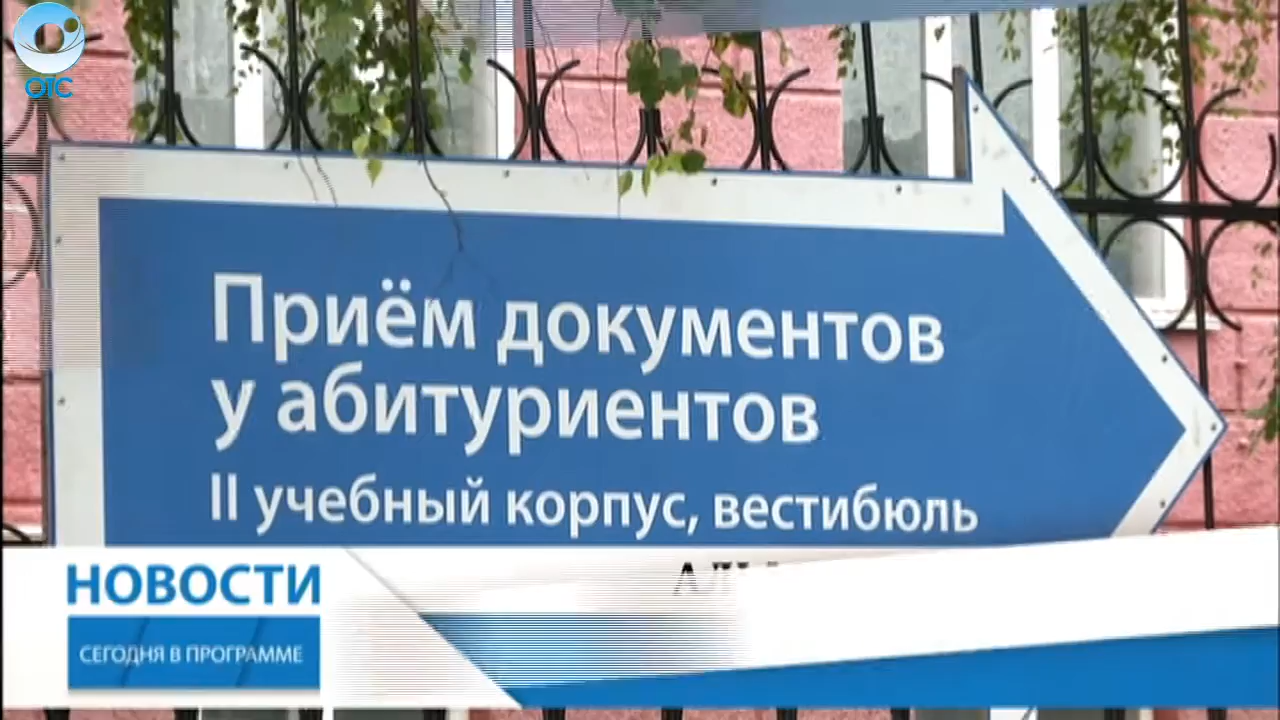 ОТС
Приём документов
у абитуриентов
II учебный корпус, вестибюль
НОВОСТИ
СЕГОДНЯ В ПРОГРАММЕ